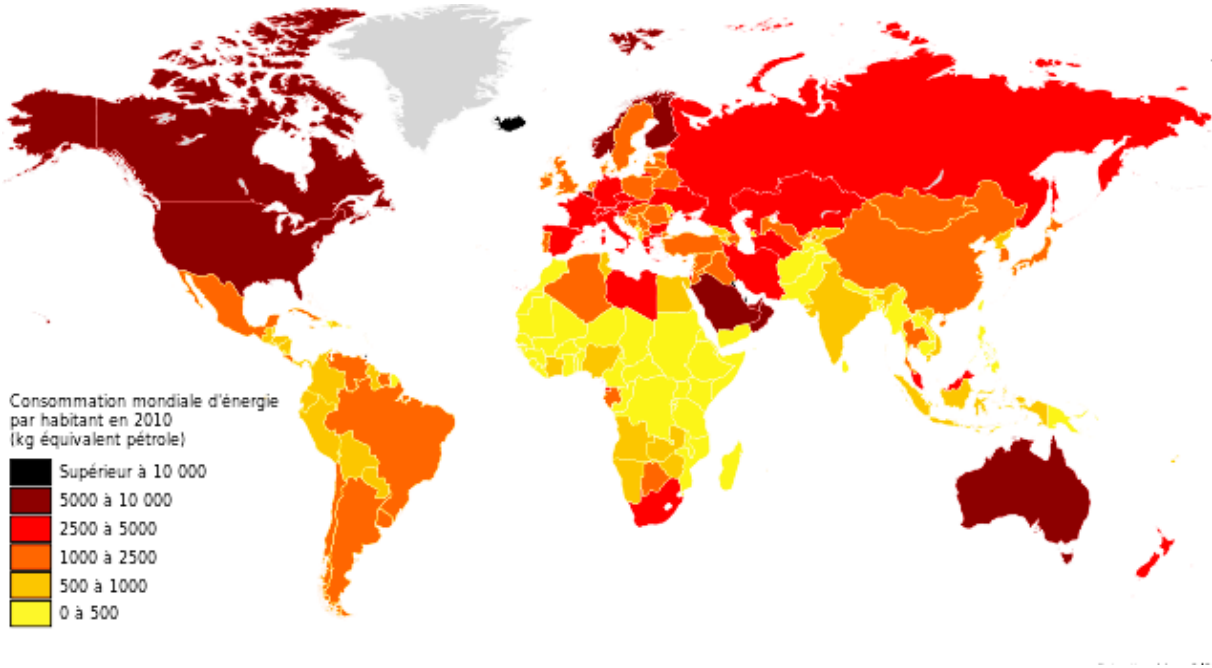 Consommation mondiale d'énergie
par habitant en 2010
(kg équivalent pétrole)
Supérieur à 10 000
5000 à 10 000
2500 à 5000
1000 à 2500
500 à 1000
0 à 500